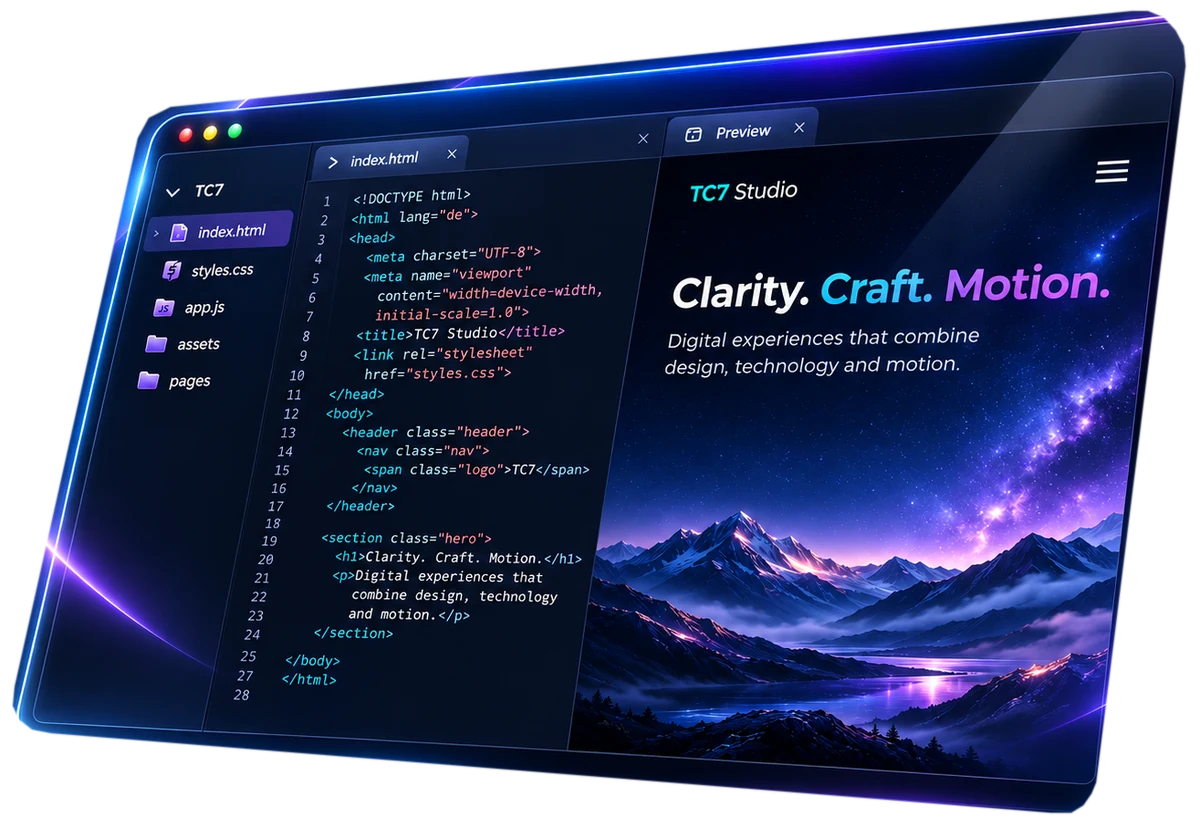 TC7
index.html
styles.css
JS app.js
assets
pages
index.html
1 <!DOCTYPE html>
2 <html lang="de">
3 <head>
4 <meta charset="UTF-8">
5 <meta name="viewport"
6 content="width=device-width,
7 initial-scale=1.0">
8 <title>TC7 Studio</title>
9 <link rel="stylesheet"
10 href="styles.css">
11 </head>
12 <body>
13 <header class="header">
14 <nav class="nav">
15 <span class="logo">TC7</span>
16 </nav>
17 </header>
18
19 <section class="hero">
20 <h1>Clarity. Craft. Motion.</h1>
21 <p>Digital experiences that
22 combine design, technology
23 and motion.</p>
24 </section>
25 </body>
27 </html>
28
Preview
TC7 Studio
Clarity. Craft. Motion.
Digital experiences that combine
design, technology and motion.